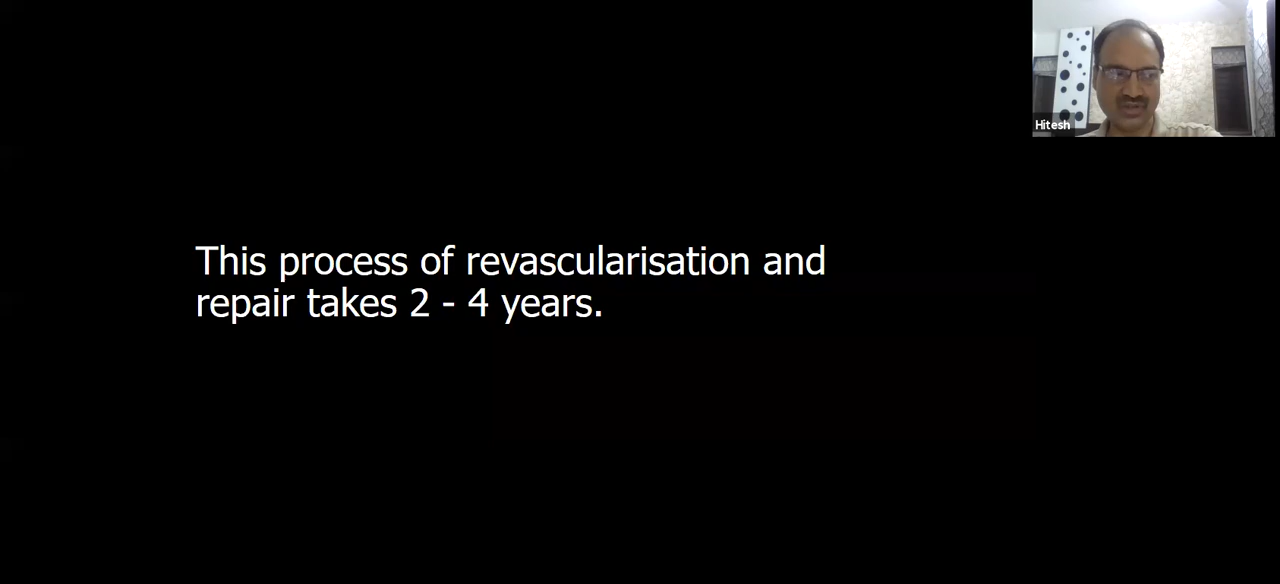 Hitesh
This process of revascularisation and
repair takes 2 - 4 years.